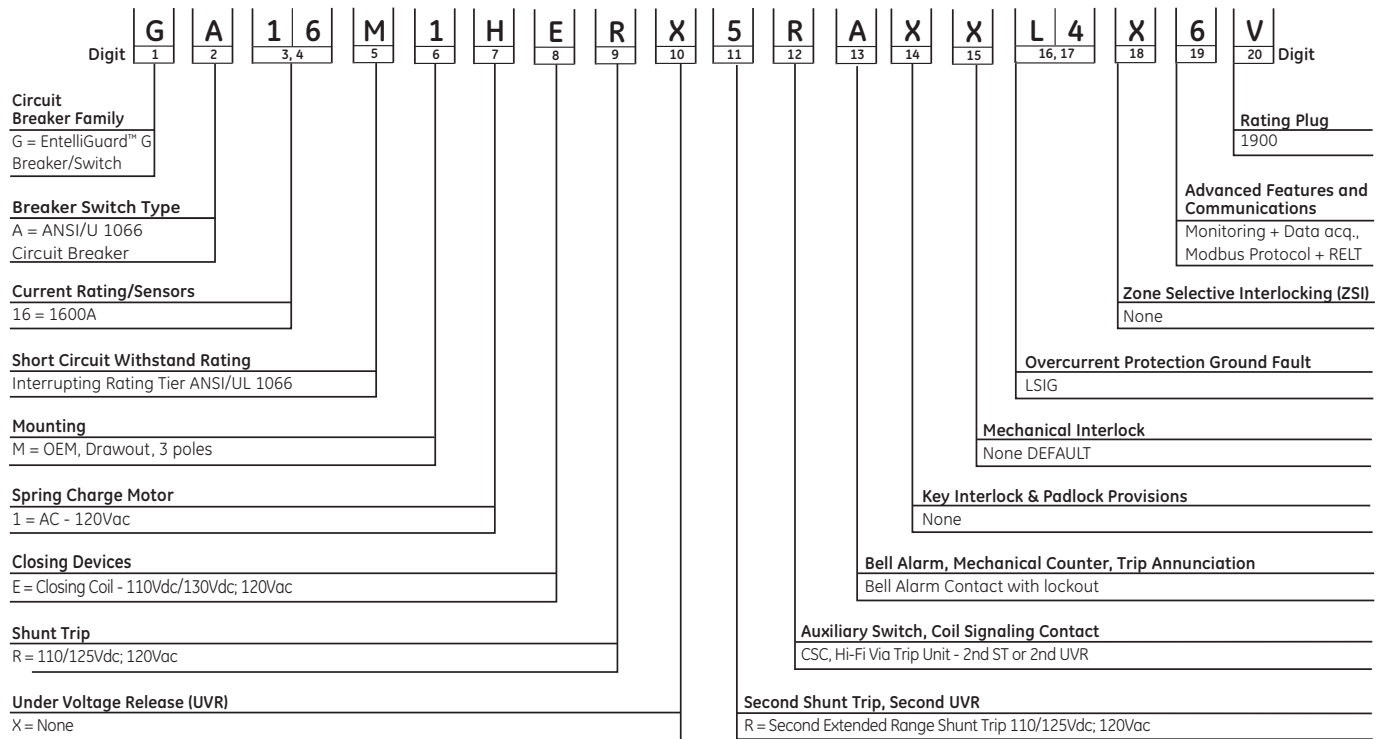 G A 1 6 M 1 H E R X 5 R A X X L 4 X 6 V
Digit 1 2 3, 4 5 6 7 8 9 10 11 12 13 14 15 16, 17 18 19 20 Digit
Circuit
Breaker Family
G = EntelliGuard™ G
Breaker/Switch
Breaker Switch Type
A = ANSI/U 1066
Circuit Breaker
Current Rating/Sensors
16 = 1600A
Short Circuit Withstand Rating
Interrupting Rating Tier ANSI/UL 1066
Mounting
M = OEM, Drawout, 3 poles
Spring Charge Motor
1 = AC - 120Vac
Closing Devices
E = Closing Coil - 110Vdc/130Vdc; 120Vac
Shunt Trip
R = 110/125Vdc; 120Vac
Under Voltage Release (UVR)
X = None
Rating Plug
1900
Advanced Features and
Communications
Monitoring + Data acq.,
Modbus Protocol + RELT
Zone Selective Interlocking (ZSI)
None
Overcurrent Protection Ground Fault
LSIG
Mechanical Interlock
None DEFAULT
Key Interlock & Padlock Provisions
None
Bell Alarm, Mechanical Counter, Trip Annunciation
Bell Alarm Contact with lockout
Auxiliary Switch, Coil Signaling Contact
CSC, Hi-Fi Via Trip Unit - 2nd ST or 2nd UVR
Second Shunt Trip, Second UVR
R = Second Extended Range Shunt Trip 110/125Vdc; 120Vac